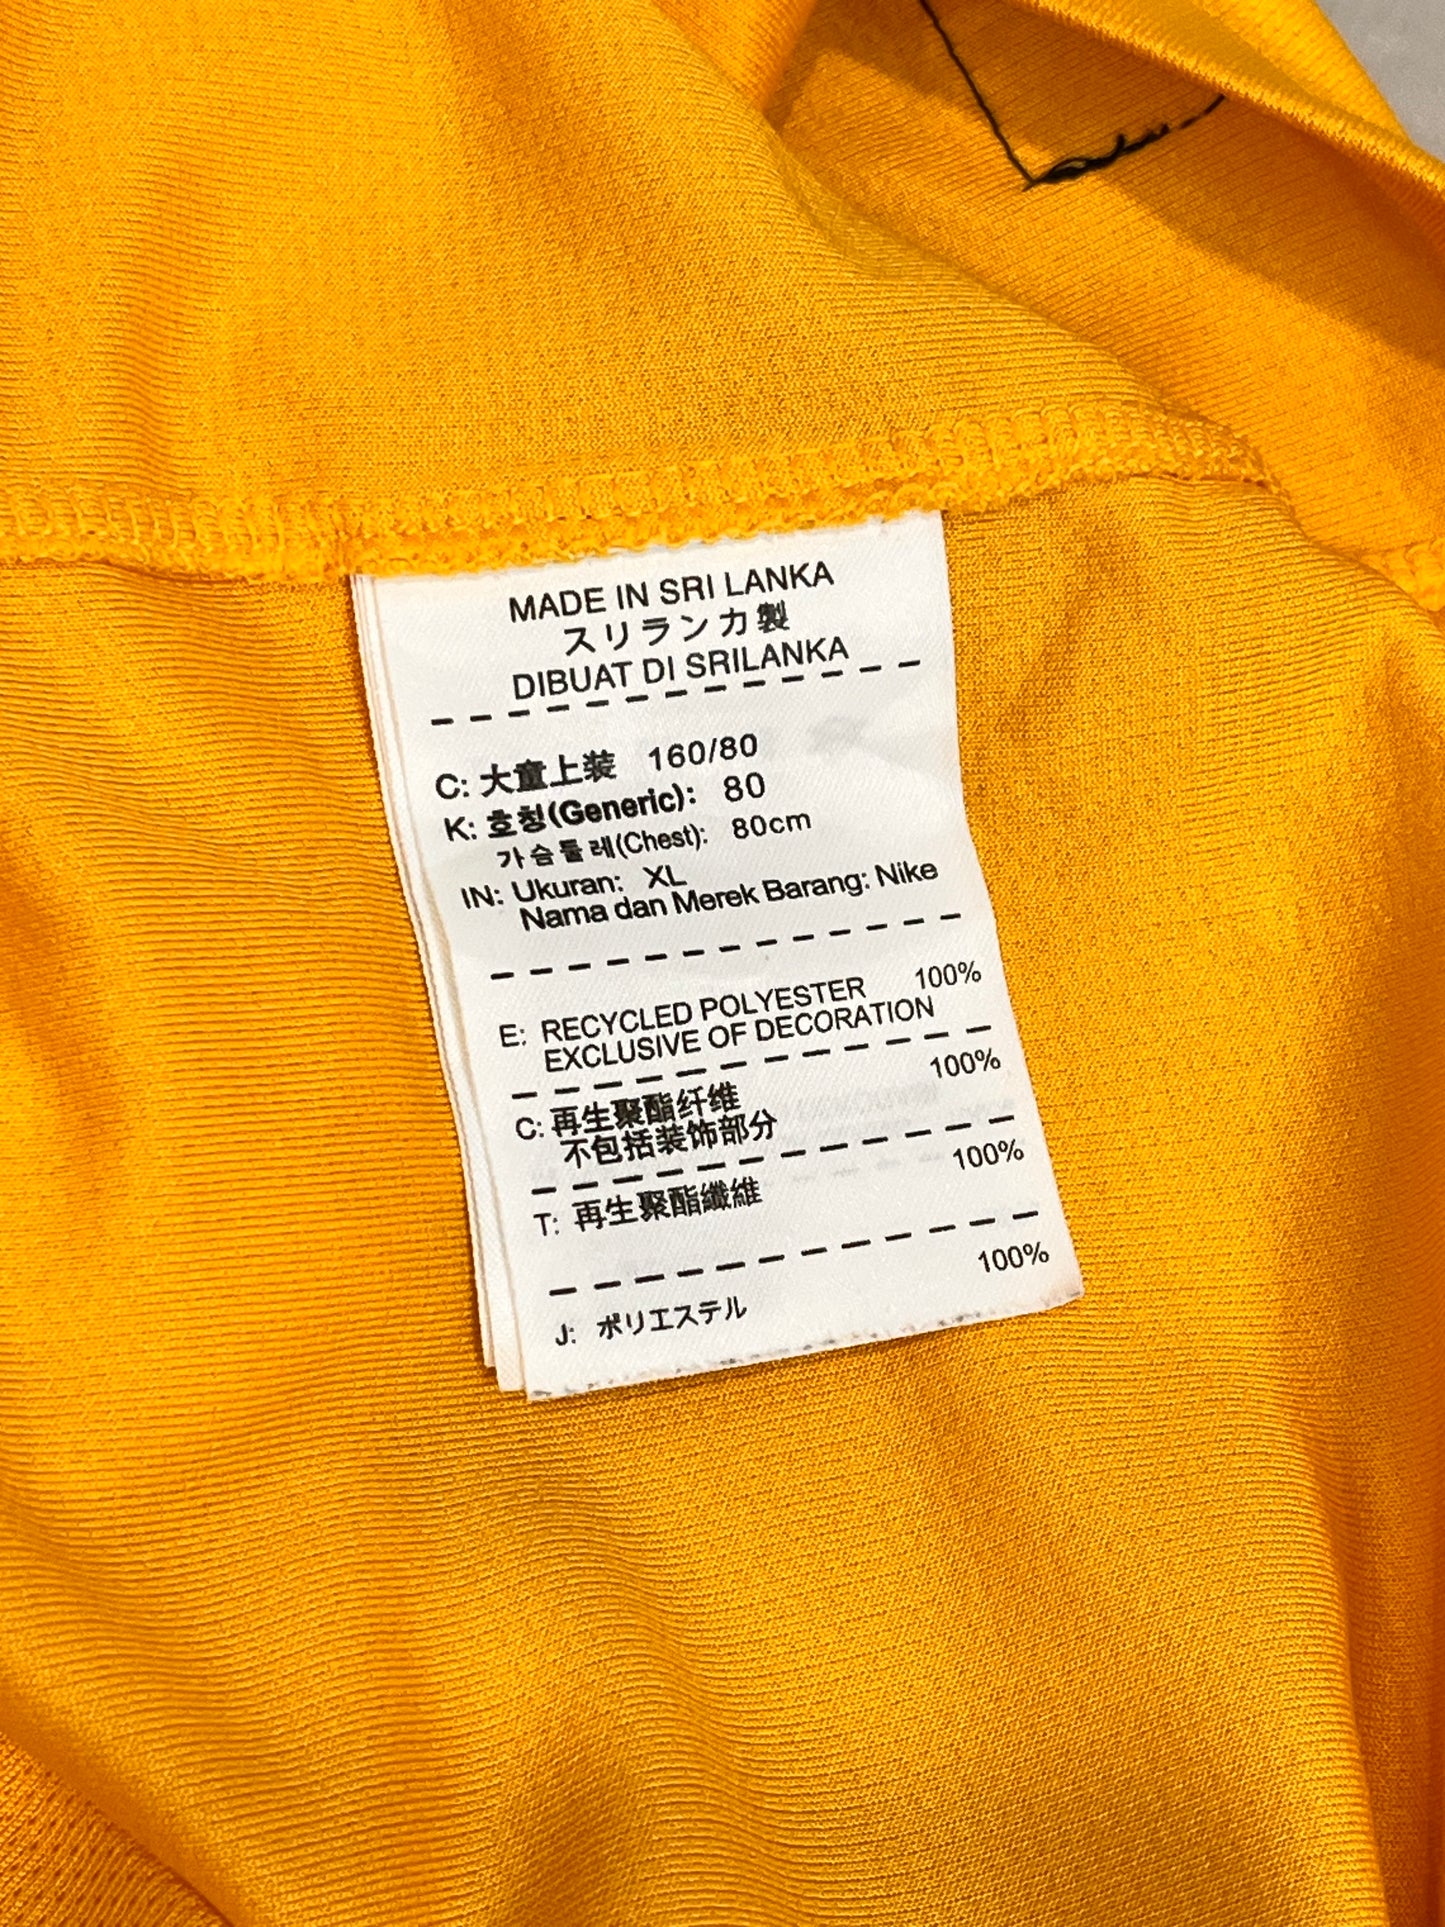 MADE IN SRI LANKA
スリランカ製
DIBUAT DI SRILANKA
C: 大童上装 160/80
K: 호칭(Generic): 80
가슴둘레(Chest): 80cm
IN: Ukuran: XL
Nama dan Merek Barang: Nike
E: RECYCLED POLYESTER 100%
EXCLUSIVE OF DECORATION
C: 再生聚酯纤维 100%
不包括装饰部分
T: 再生聚酯纖維 100%
J: ポリエステル 100%